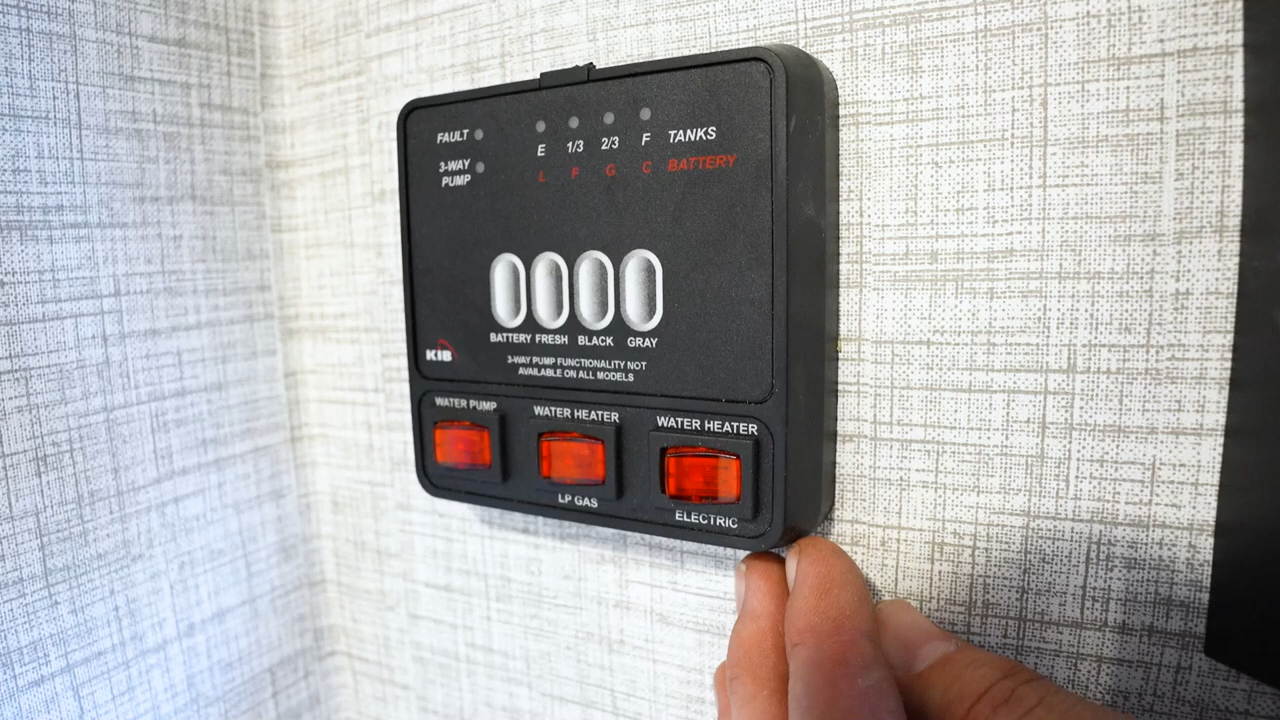 FAULT
E 1/3 2/3 F TANKS
3-WAY
PUMP
L F G C BATTERY
BATTERY FRESH BLACK GRAY
KIB
3-WAY PUMP FUNCTIONALITY NOT
AVAILABLE ON ALL MODELS
WATER PUMP
WATER HEATER
LP GAS
WATER HEATER
ELECTRIC